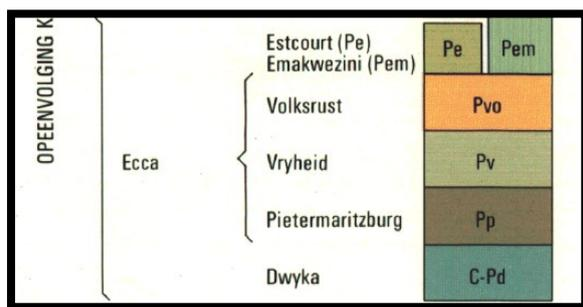 OPEENVOLGING K
Estcourt (Pe)
Emakwezini (Pem)
Pe
Pem
Volksrust
Pvo
Ecca
Vryheid
Pv
Pietermaritzburg
Pp
Dwyka
C-Pd